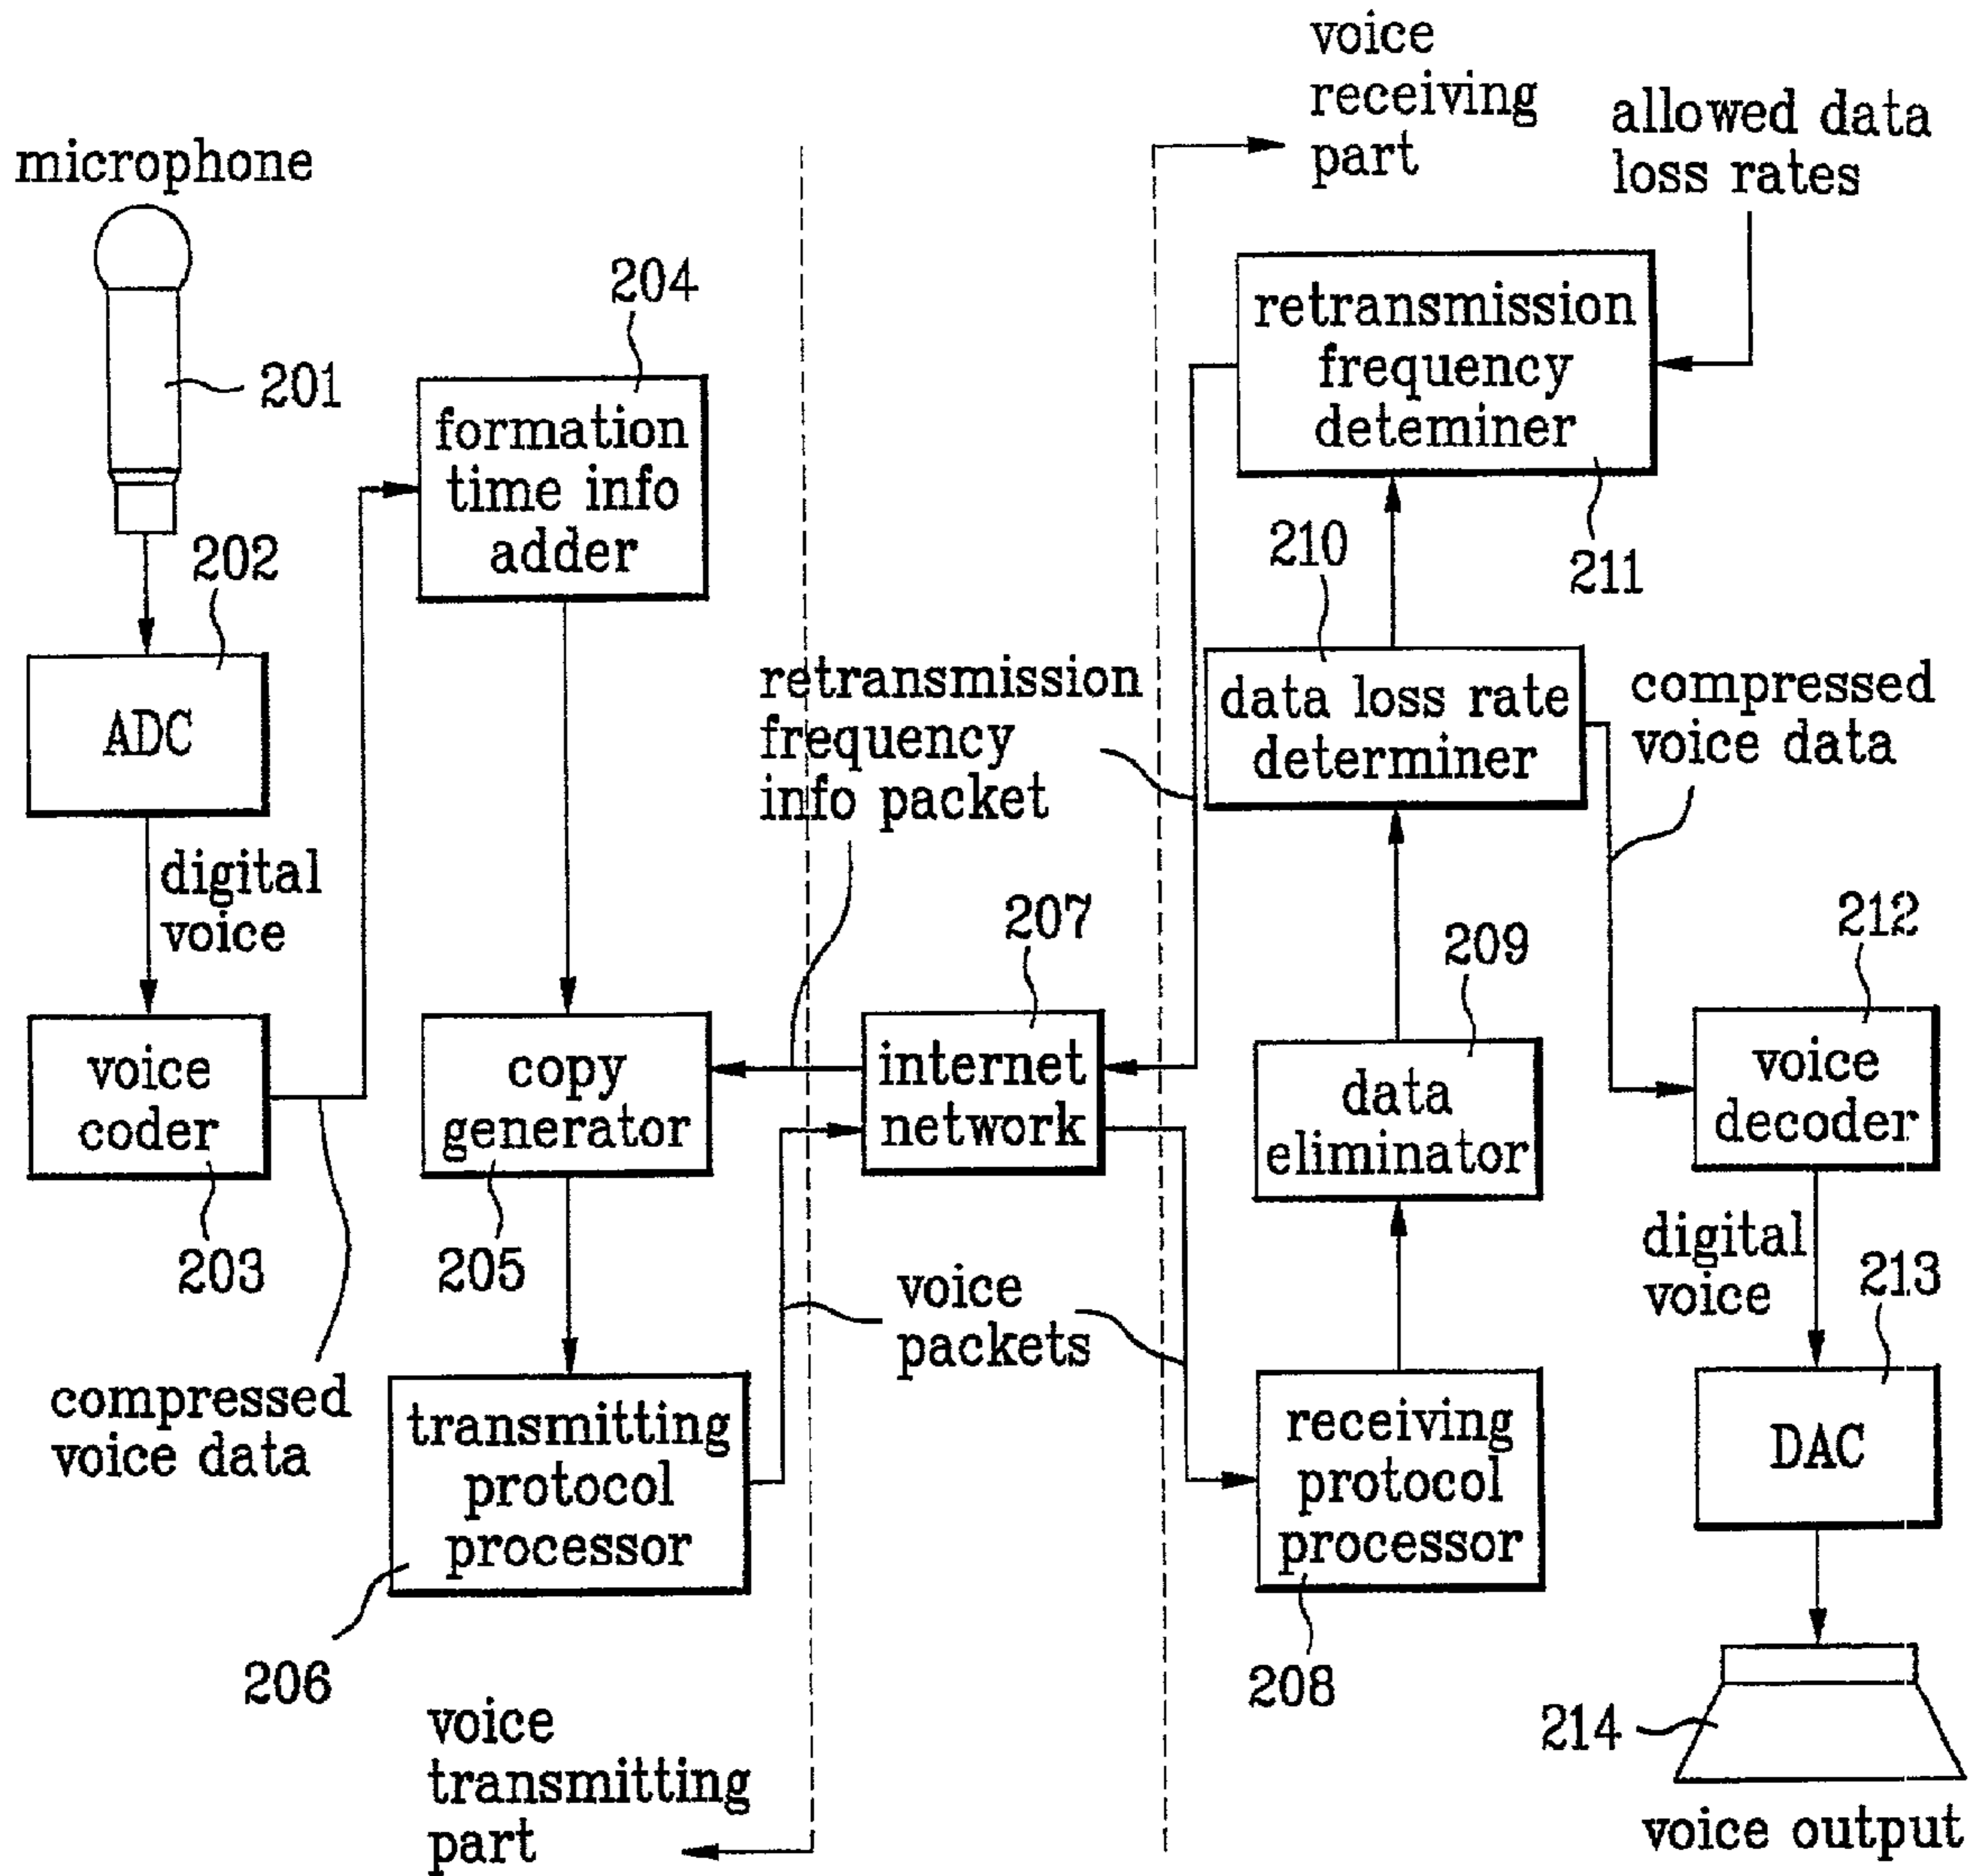 voice
receiving
part
allowed data
loss rates
microphone
201
204
formation
time info
adder
retransmission
frequency
deteminer
211
210
202
ADC
retransmission
frequency
info packet
data loss rate
determiner
compressed
voice data
digital
voice
207
209
212
voice
coder
203
copy
generator
205
internet
network
data
eliminator
voice
decoder
digital
voice
213
voice
packets
compressed
voice data
transmitting
protocol
processor
206
receiving
protocol
processor
208
DAC
214
voice
transmitting
part
voice output